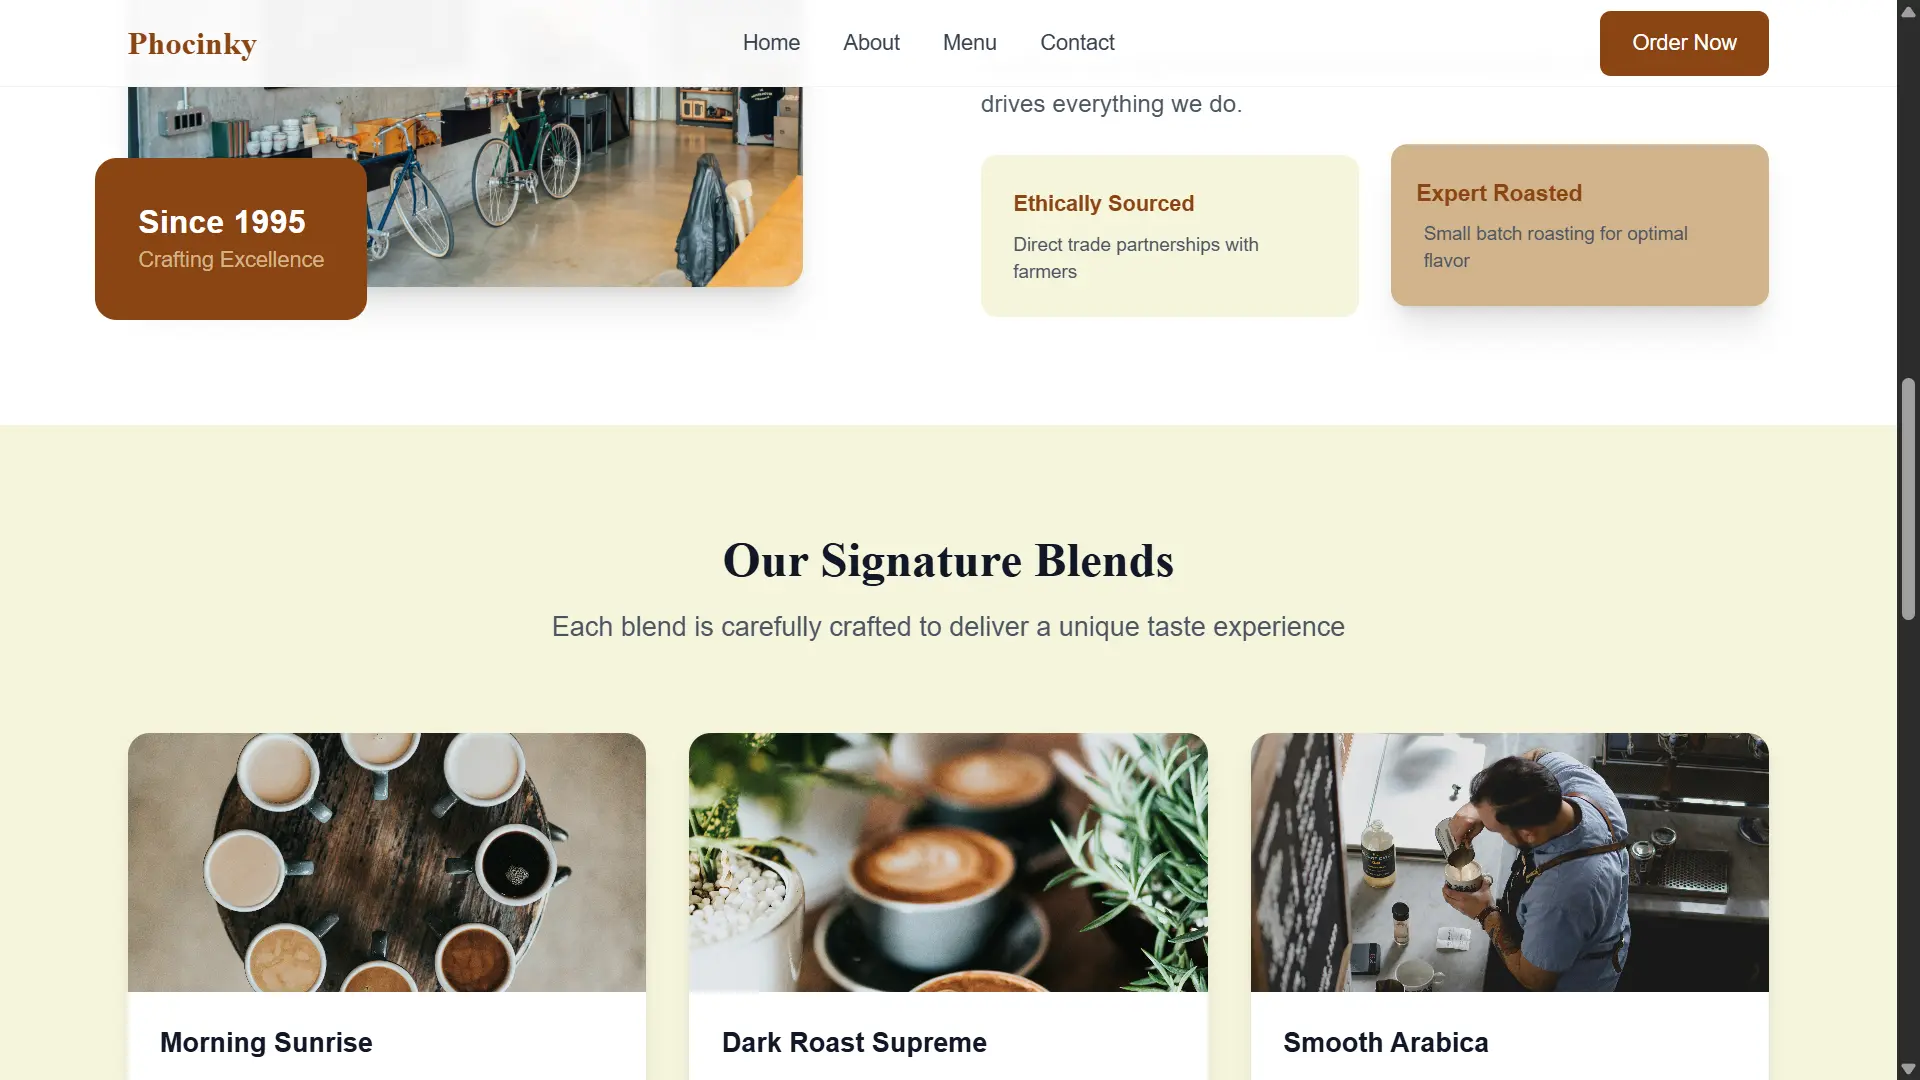 Phocinky
Home
About
Menu
Contact
Order Now
drives everything we do.
Since 1995
Crafting Excellence
Ethically Sourced
Direct trade partnerships with
farmers
Expert Roasted
Small batch roasting for optimal
flavor
Our Signature Blends
Each blend is carefully crafted to deliver a unique taste experience
Morning Sunrise
Dark Roast Supreme
Smooth Arabica